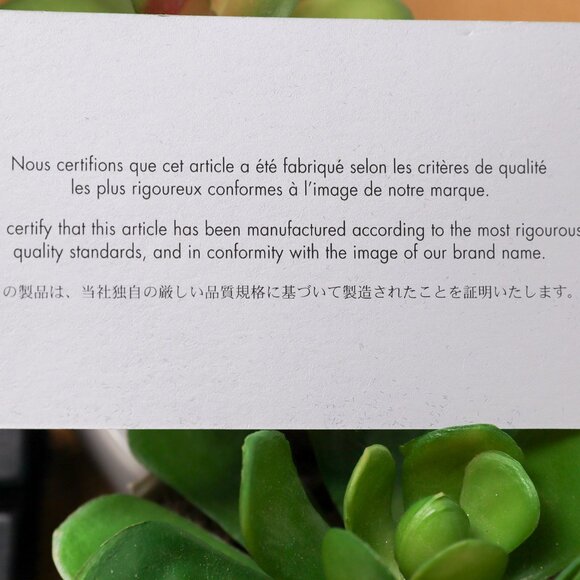 Nous certifions que cet article a été fabriqué selon les critères de qualité
les plus rigoureux conformes à l'image de notre marque.
certify that this article has been manufactured according to the most rigourous
quality standards, and in conformity with the image of our brand name.
の製品は、当社独自の厳しい品質規格に基づいて製造されたことを証明いたします。